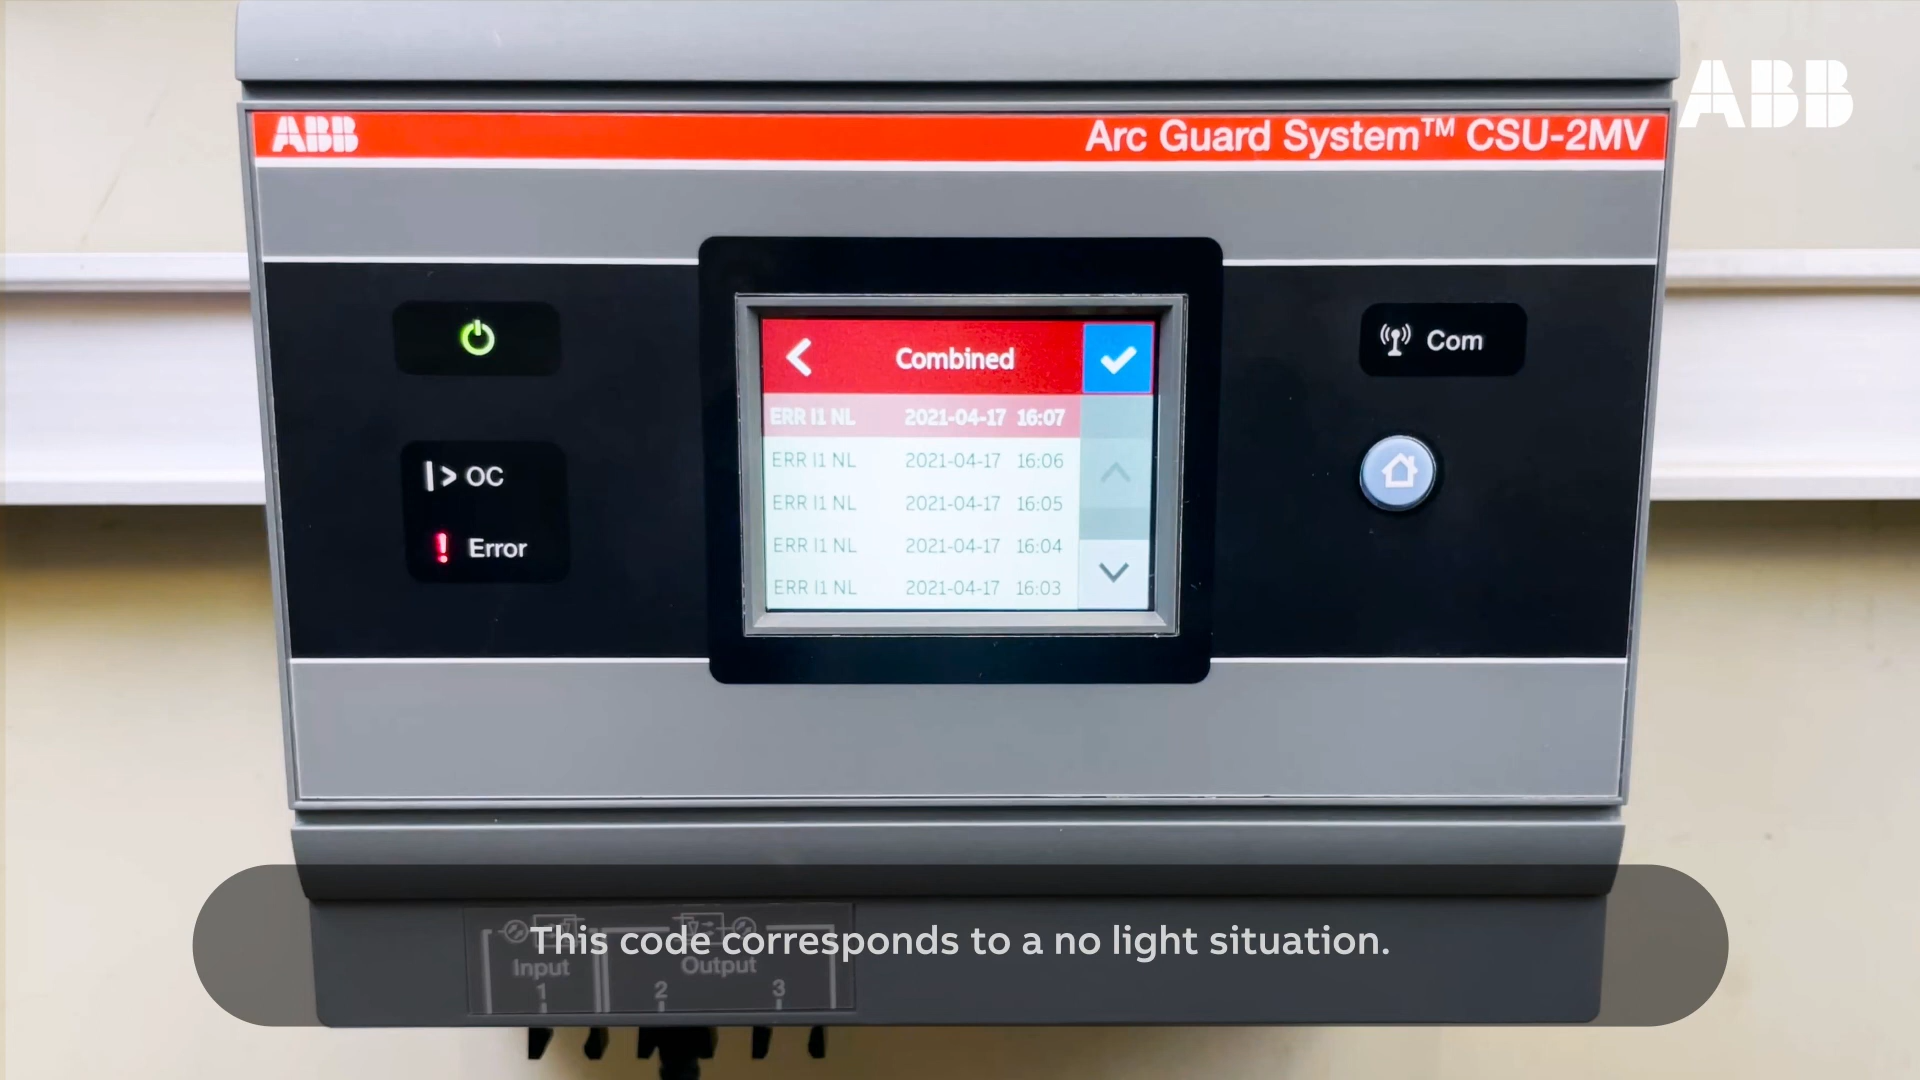 ABB
ABB
Arc Guard System™ CSU-2MV
Combined
ERR I1 NL 2021-04-17 16:07
ERR I1 NL 2021-04-17 16:06
ERR I1 NL 2021-04-17 16:05
ERR I1 NL 2021-04-17 16:04
ERR I1 NL 2021-04-17 16:03
|> OC
! Error
Com
This code corresponds to a no light situation.
Input
Output
1
2
3